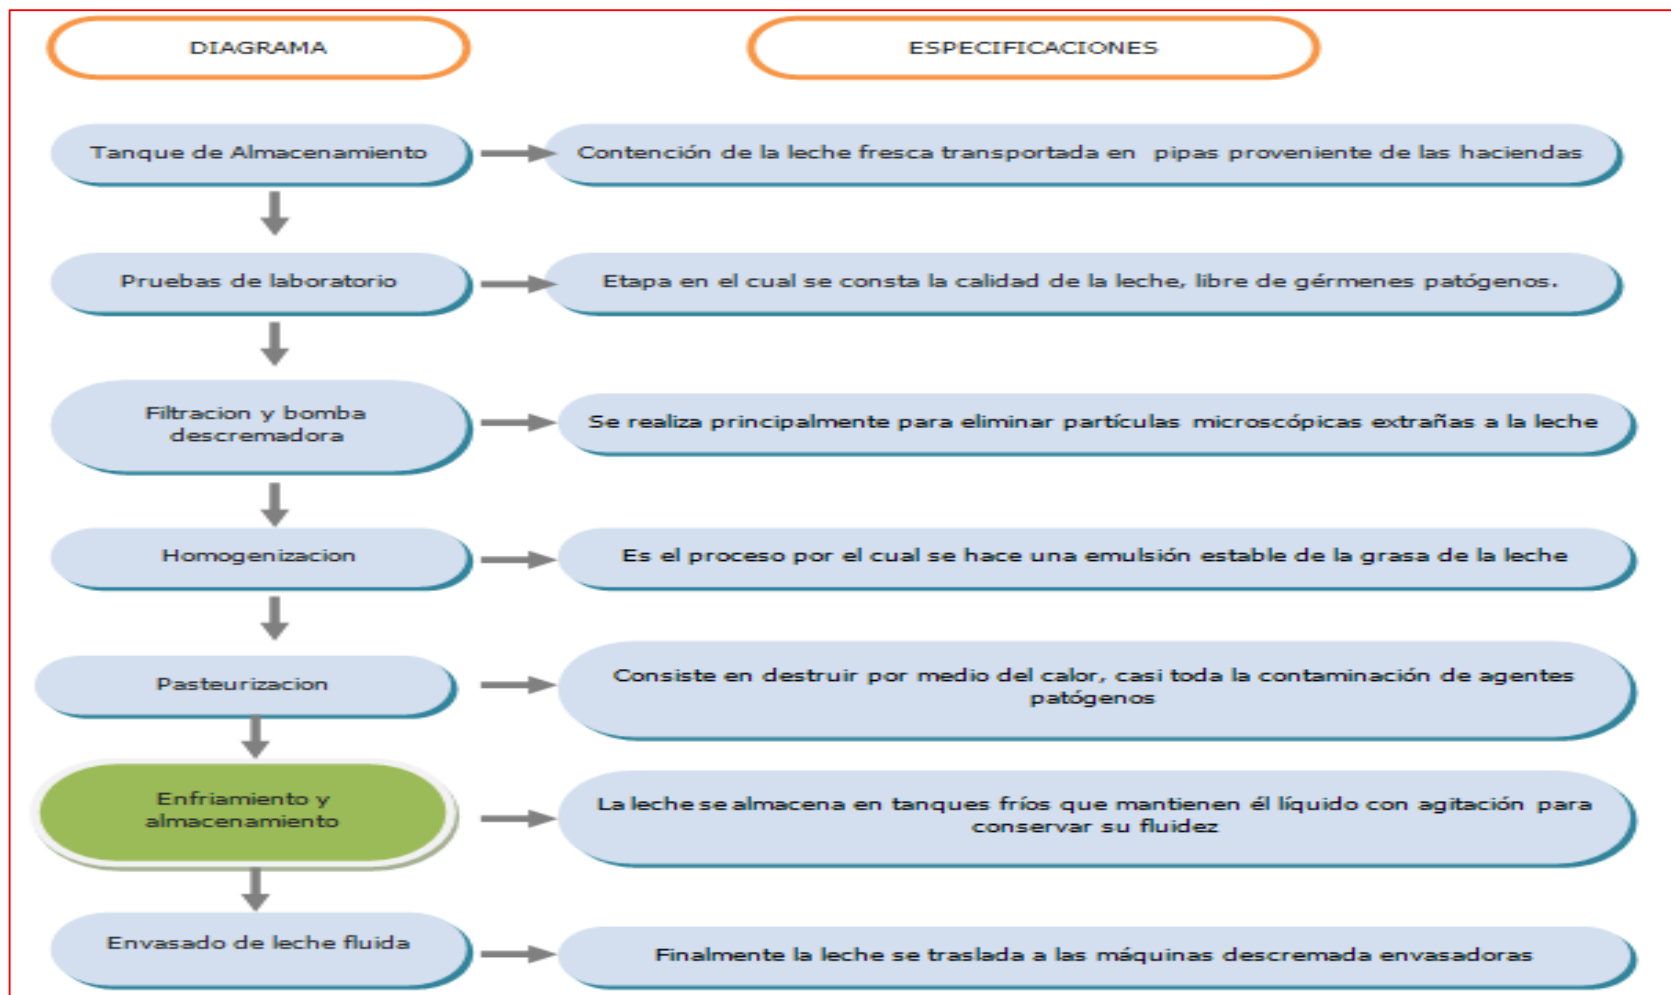 DIAGRAMA
ESPECIFICACIONES
Tanque de Almacenamiento
Contención de la leche fresca transportada en pipas proveniente de las haciendas
Pruebas de laboratorio
Etapa en el cual se consta la calidad de la leche, libre de gérmenes patógenos.
Filtracion y bomba
descremadora
Se realiza principalmente para eliminar partículas microscópicas extrañas a la leche
Homogenizacion
Es el proceso por el cual se hace una emulsión estable de la grasa de la leche
Pasteurizacion
Consiste en destruir por medio del calor, casi toda la contaminación de agentes
patógenos
Enfriamiento y
almacenamiento
La leche se almacena en tanques fríos que mantienen él líquido con agitación para
conservar su fluidez
Envasado de leche fluida
Finalmente la leche se traslada a las máquinas descremada envasadoras